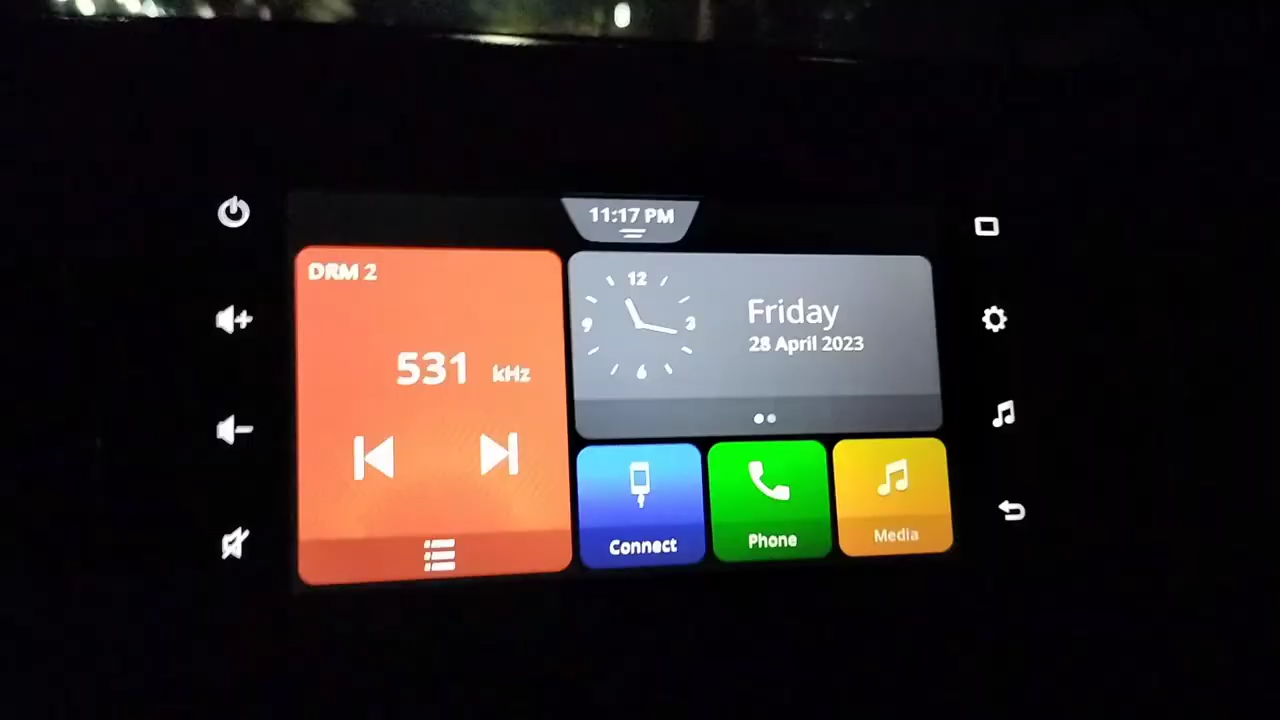 11:17 PM
DRM 2
531 kHz
12
3
6
9
Friday
28 April 2023
Connect
Phone
Media